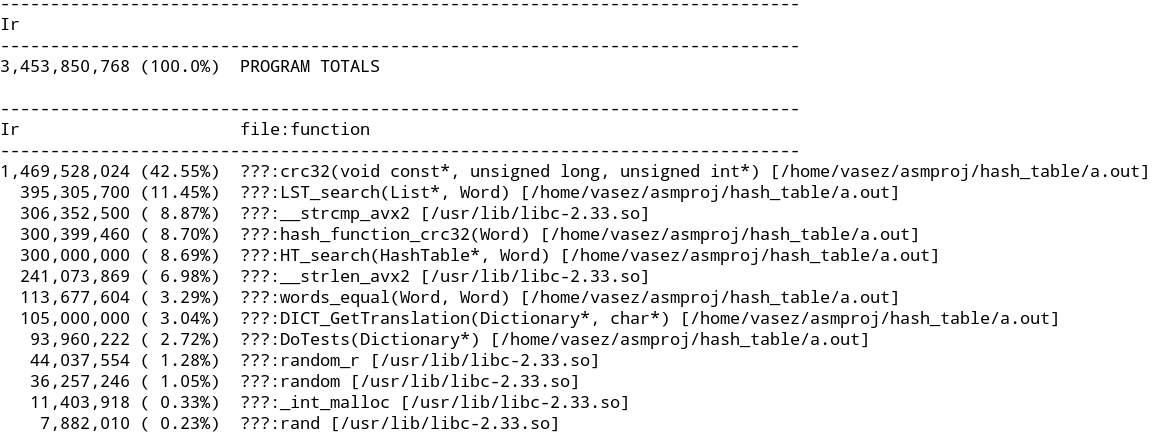 --------------------------------------------------------------------------------
Ir
--------------------------------------------------------------------------------
3,453,850,768 (100.0%)  PROGRAM TOTALS

--------------------------------------------------------------------------------
Ir                      file:function
--------------------------------------------------------------------------------
1,469,528,024 (42.55%)  ???:crc32(void const*, unsigned long, unsigned int*) [/home/vasez/asmproj/hash_table/a.out]
  395,305,700 (11.45%)  ???:LST_search(List*, Word) [/home/vasez/asmproj/hash_table/a.out]
  306,352,500 ( 8.87%)  ???:__strcmp_avx2 [/usr/lib/libc-2.33.so]
  300,399,460 ( 8.70%)  ???:hash_function_crc32(Word) [/home/vasez/asmproj/hash_table/a.out]
  300,000,000 ( 8.69%)  ???:HT_search(HashTable*, Word) [/home/vasez/asmproj/hash_table/a.out]
  241,073,869 ( 6.98%)  ???:__strlen_avx2 [/usr/lib/libc-2.33.so]
  113,677,604 ( 3.29%)  ???:words_equal(Word, Word) [/home/vasez/asmproj/hash_table/a.out]
  105,000,000 ( 3.04%)  ???:DICT_GetTranslation(Dictionary*, char*) [/home/vasez/asmproj/hash_table/a.out]
   93,960,222 ( 2.72%)  ???:DoTests(Dictionary*) [/home/vasez/asmproj/hash_table/a.out]
   44,037,554 ( 1.28%)  ???:random_r [/usr/lib/libc-2.33.so]
   36,257,246 ( 1.05%)  ???:random [/usr/lib/libc-2.33.so]
   11,403,918 ( 0.33%)  ???:_int_malloc [/usr/lib/libc-2.33.so]
    7,882,010 ( 0.23%)  ???:rand [/usr/lib/libc-2.33.so]